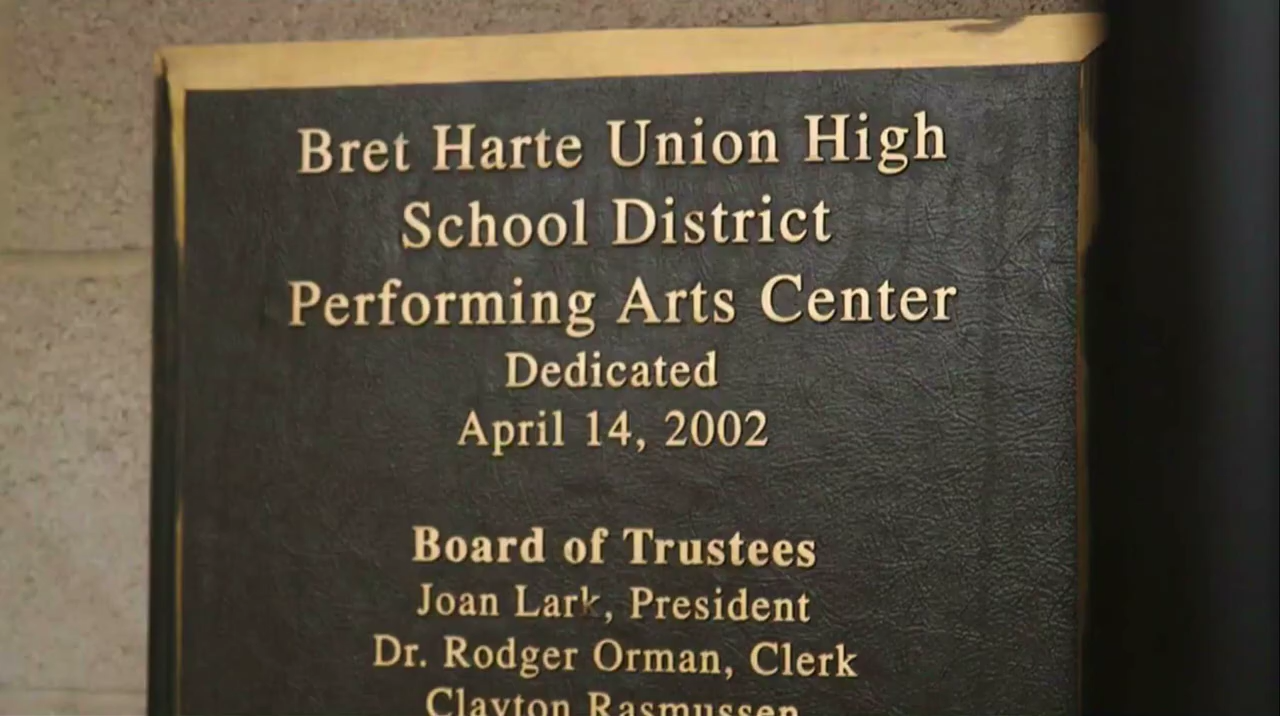 Bret Harte Union High
School District
Performing Arts Center
Dedicated
April 14, 2002
Board of Trustees
Joan Lark, President
Dr. Rodger Orman, Clerk
Clayton Rasmussen